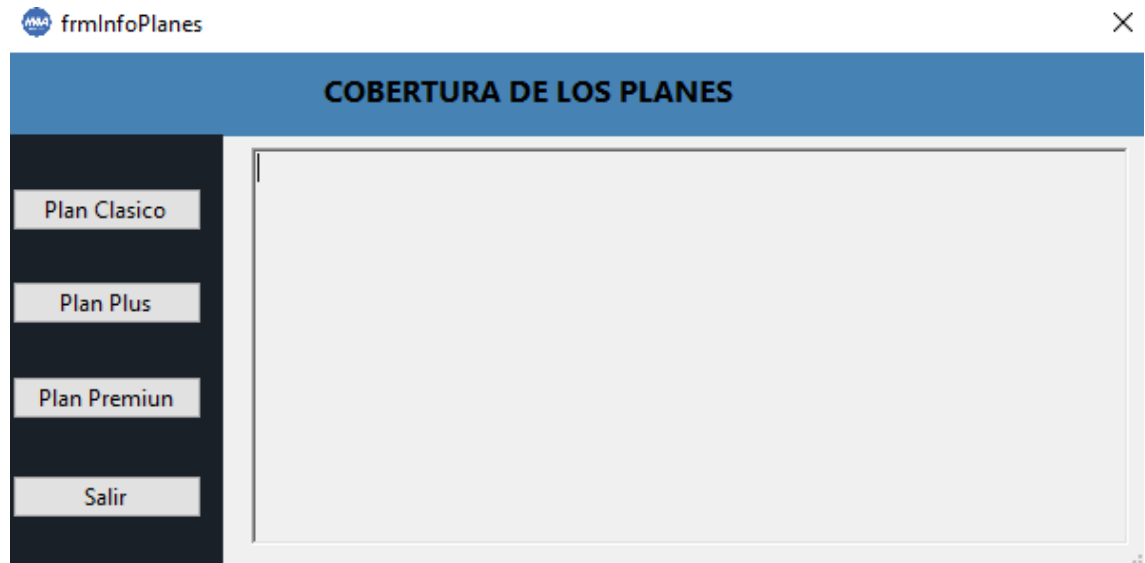 frmInfoPlanes
COBERTURA DE LOS PLANES
Plan Clasico
Plan Plus
Plan Premiun
Salir